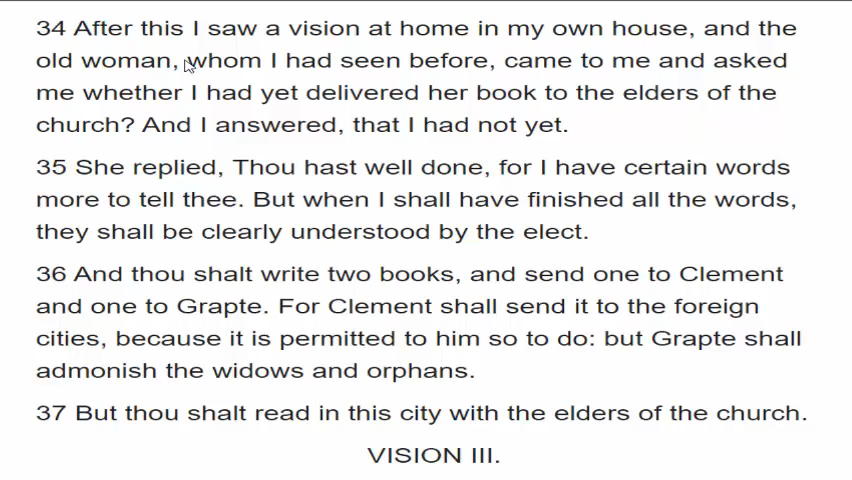 34 After this I saw a vision at home in my own house, and the
old woman, whom I had seen before, came to me and asked
me whether I had yet delivered her book to the elders of the
church? And I answered, that I had not yet.
35 She replied, Thou hast well done, for I have certain words
more to tell thee. But when I shall have finished all the words,
they shall be clearly understood by the elect.
36 And thou shalt write two books, and send one to Clement
and one to Grapte. For Clement shall send it to the foreign
cities, because it is permitted to him so to do: but Grapte shall
admonish the widows and orphans.
37 But thou shalt read in this city with the elders of the church.
VISION III.